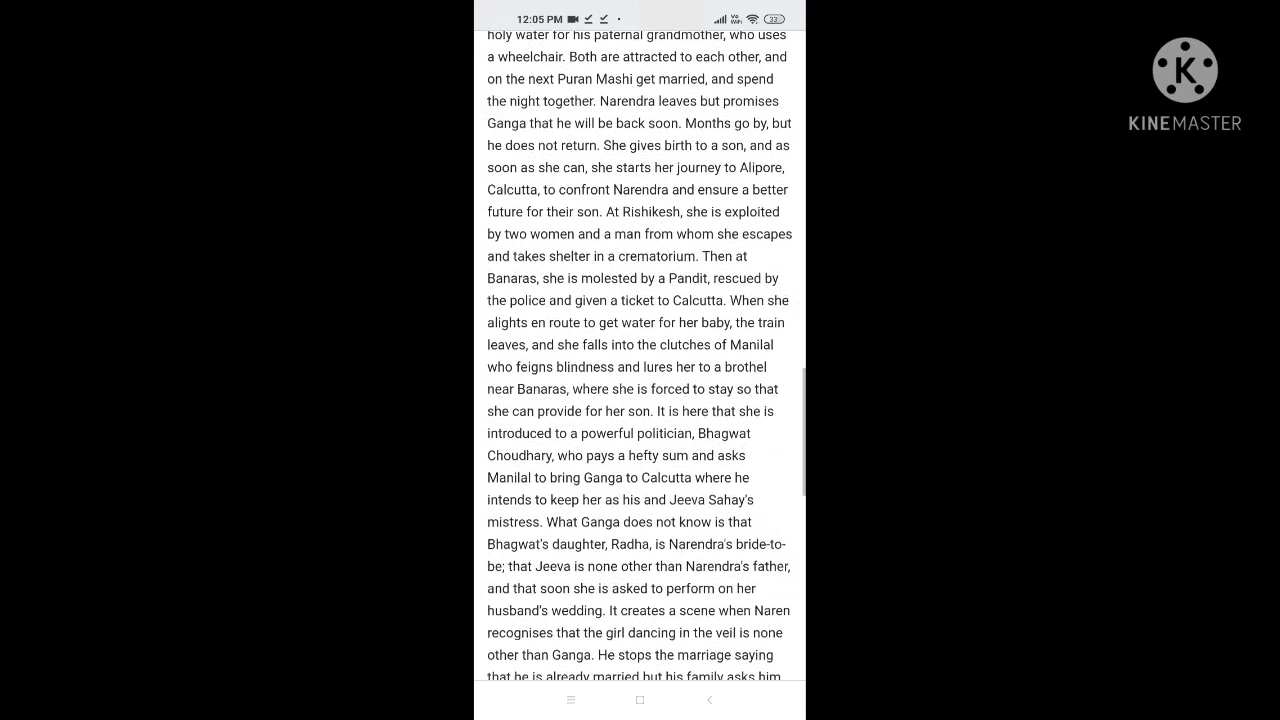 12:05 PM
Vo
WiFi
33
holy water for his paternal grandmother, who uses
a wheelchair. Both are attracted to each other, and
on the next Puran Mashi get married, and spend
the night together. Narendra leaves but promises
Ganga that he will be back soon. Months go by, but
he does not return. She gives birth to a son, and as
soon as she can, she starts her journey to Alipore,
Calcutta, to confront Narendra and ensure a better
future for their son. At Rishikesh, she is exploited
by two women and a man from whom she escapes
and takes shelter in a crematorium. Then at
Banaras, she is molested by a Pandit, rescued by
the police and given a ticket to Calcutta. When she
alights en route to get water for her baby, the train
leaves, and she falls into the clutches of Manilal
who feigns blindness and lures her to a brothel
near Banaras, where she is forced to stay so that
she can provide for her son. It is here that she is
introduced to a powerful politician, Bhagwat
Choudhary, who pays a hefty sum and asks
Manilal to bring Ganga to Calcutta where he
intends to keep her as his and Jeeva Sahay's
mistress. What Ganga does not know is that
Bhagwat's daughter, Radha, is Narendra's bride-to-
be; that Jeeva is none other than Narendra's father,
and that soon she is asked to perform on her
husband's wedding. It creates a scene when Naren
recognises that the girl dancing in the veil is none
other than Ganga. He stops the marriage saying
that he is already married but his family asks him
K
KINEMASTER